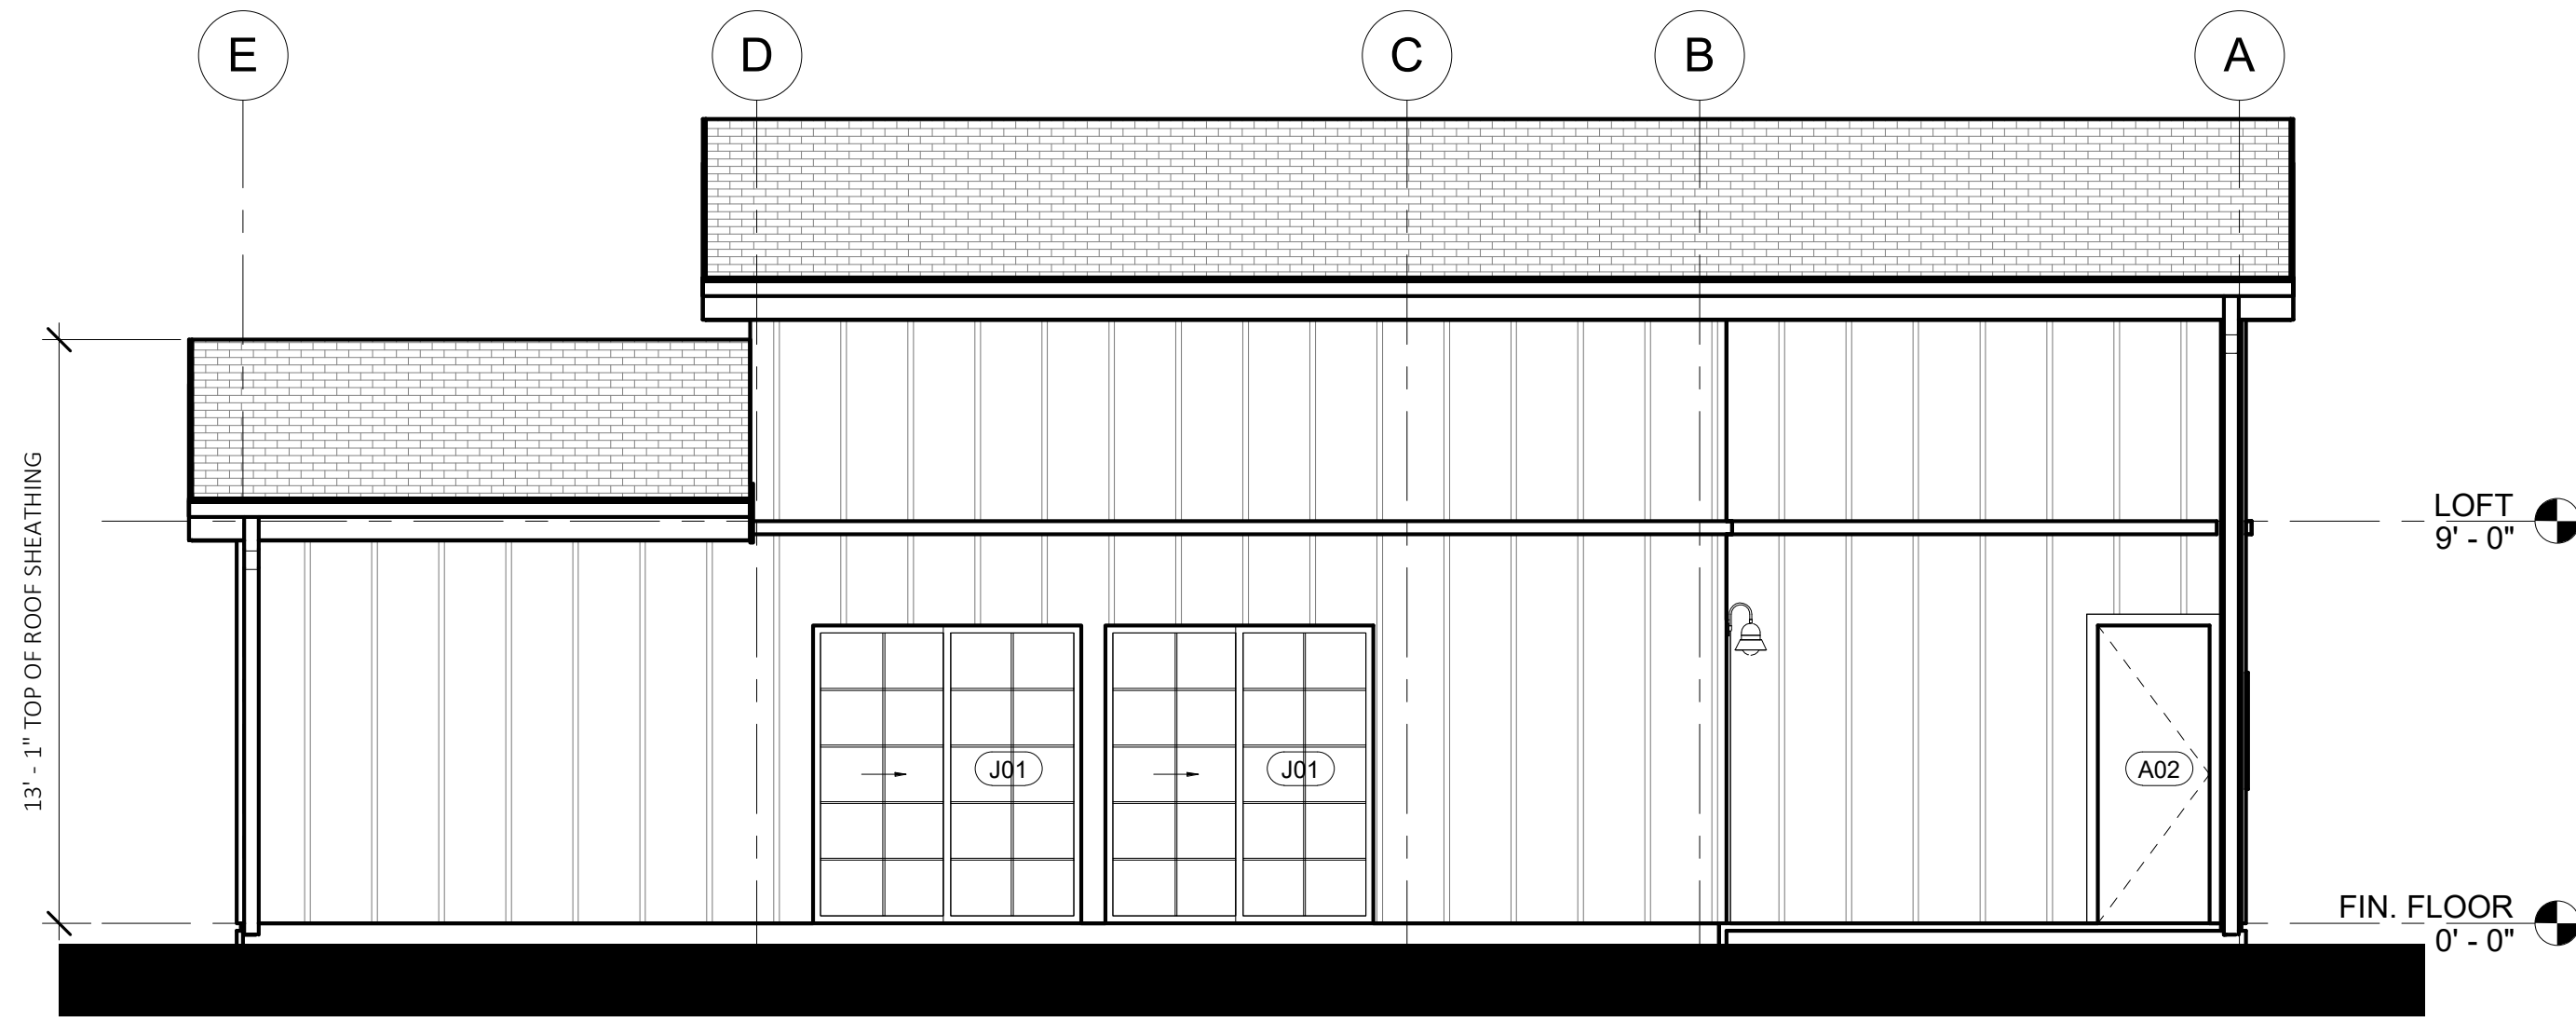 E
D
C
B
A
13' - 1" TOP OF ROOF SHEATHING
LOFT
9' - 0"
J01
J01
A02
FIN. FLOOR
0' - 0"